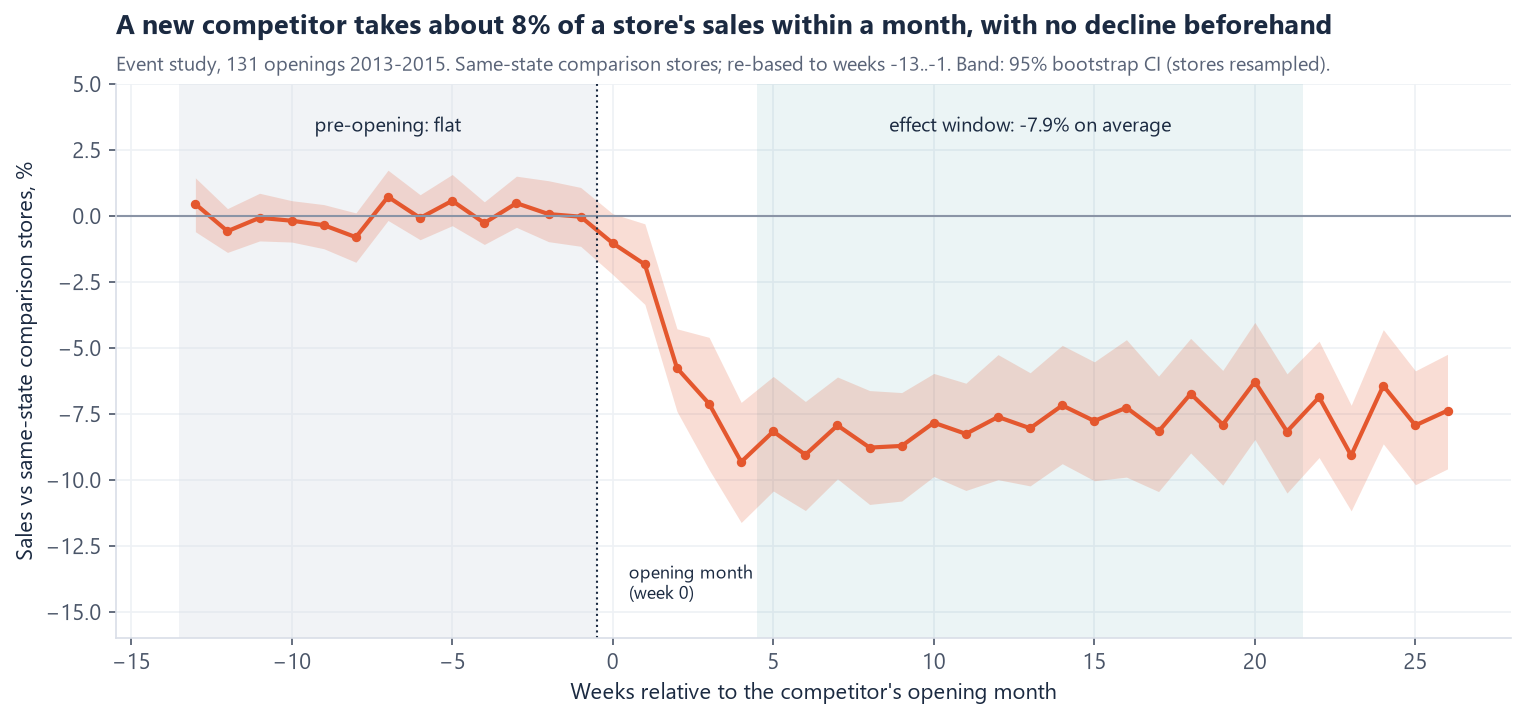 A new competitor takes about 8% of a store's sales within a month, with no decline beforehand
Event study, 131 openings 2013-2015. Same-state comparison stores; re-based to weeks -13..-1. Band: 95% bootstrap CI (stores resampled).
Sales vs same-state comparison stores, %
5.0
2.5
0.0
−2.5
−5.0
−7.5
−10.0
−12.5
−15.0
pre-opening: flat
effect window: -7.9% on average
opening month
(week 0)
−15
−10
−5
0
5
10
15
20
25
Weeks relative to the competitor's opening month